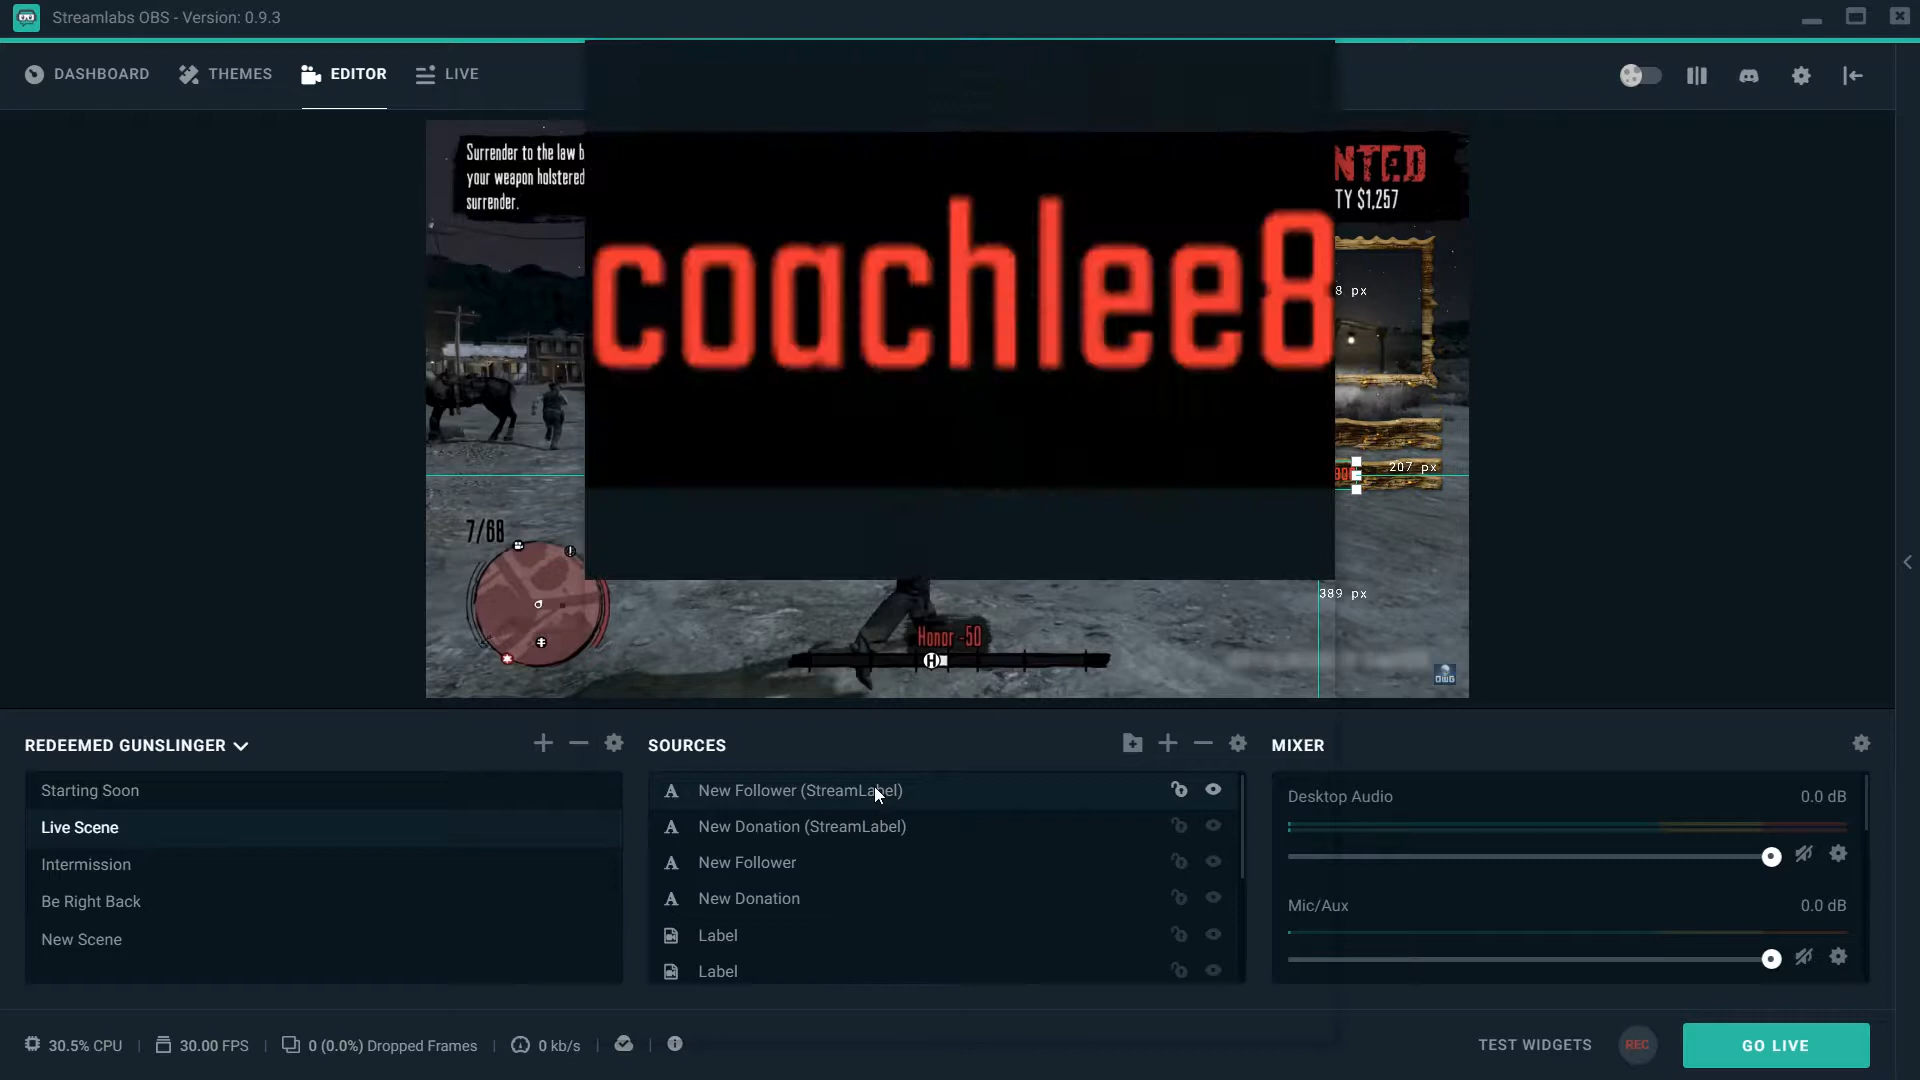 Streamlabs OBS - Version: 0.9.3
DASHBOARD
THEMES
EDITOR
LIVE
Surrender to the law b
your weapon holstered
surrender.
coachlee8
NTED
TY $1,257
8 px
207 px
7/68
389 px
Honor -50
H
OWG
REDEEMED GUNSLINGER
Starting Soon
Live Scene
Intermission
Be Right Back
New Scene
SOURCES
New Follower (StreamLabel)
New Donation (StreamLabel)
New Follower
New Donation
Label
Label
MIXER
Desktop Audio
0.0 dB
Mic/Aux
0.0 dB
30.5% CPU
30.00 FPS
0 (0.0%) Dropped Frames
0 kb/s
TEST WIDGETS
REC
GO LIVE